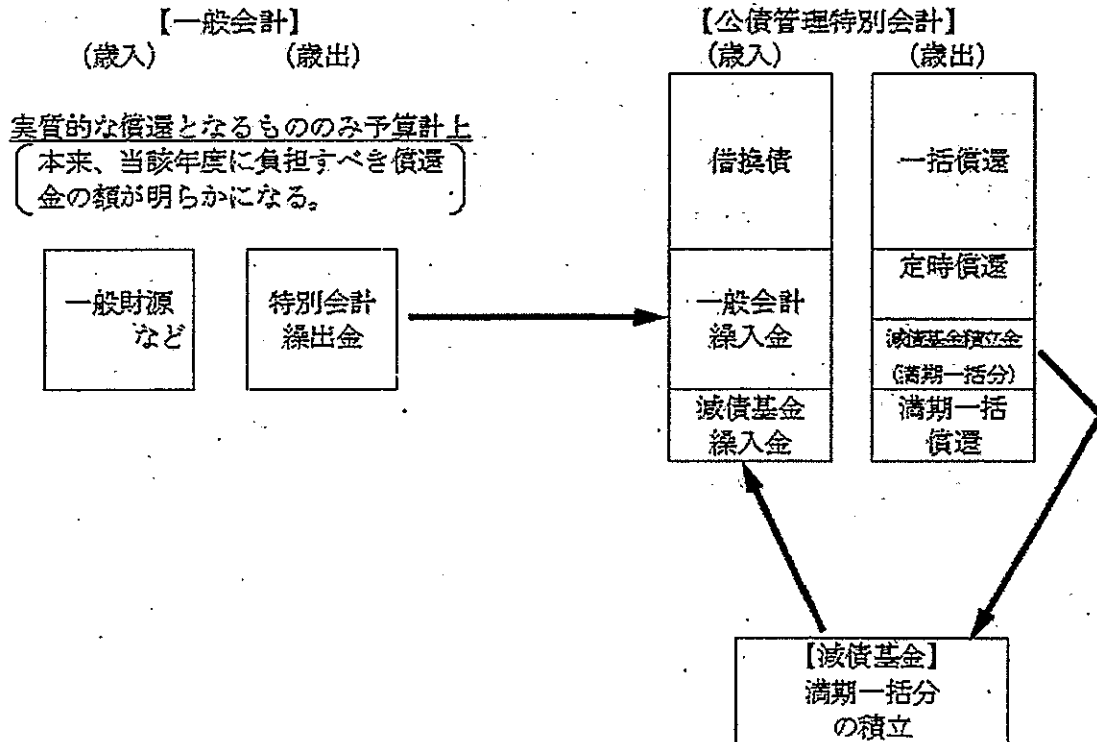 【一般会計】
(歳入)
(歳出)
実質的な償還となるもののみ予算計上
本来、当該年度に負担すべき償還
金の額が明らかになる。
一般財源
など
特別会計
繰出金
【公債管理特別会計】
(歳入)
(歳出)
借換債
一般会計
繰入金
減債基金
繰入金
一括償還
定時償還
減債基金積立金
(満期一括分)
満期一括
償還
【減債基金】
満期一括分
の積立